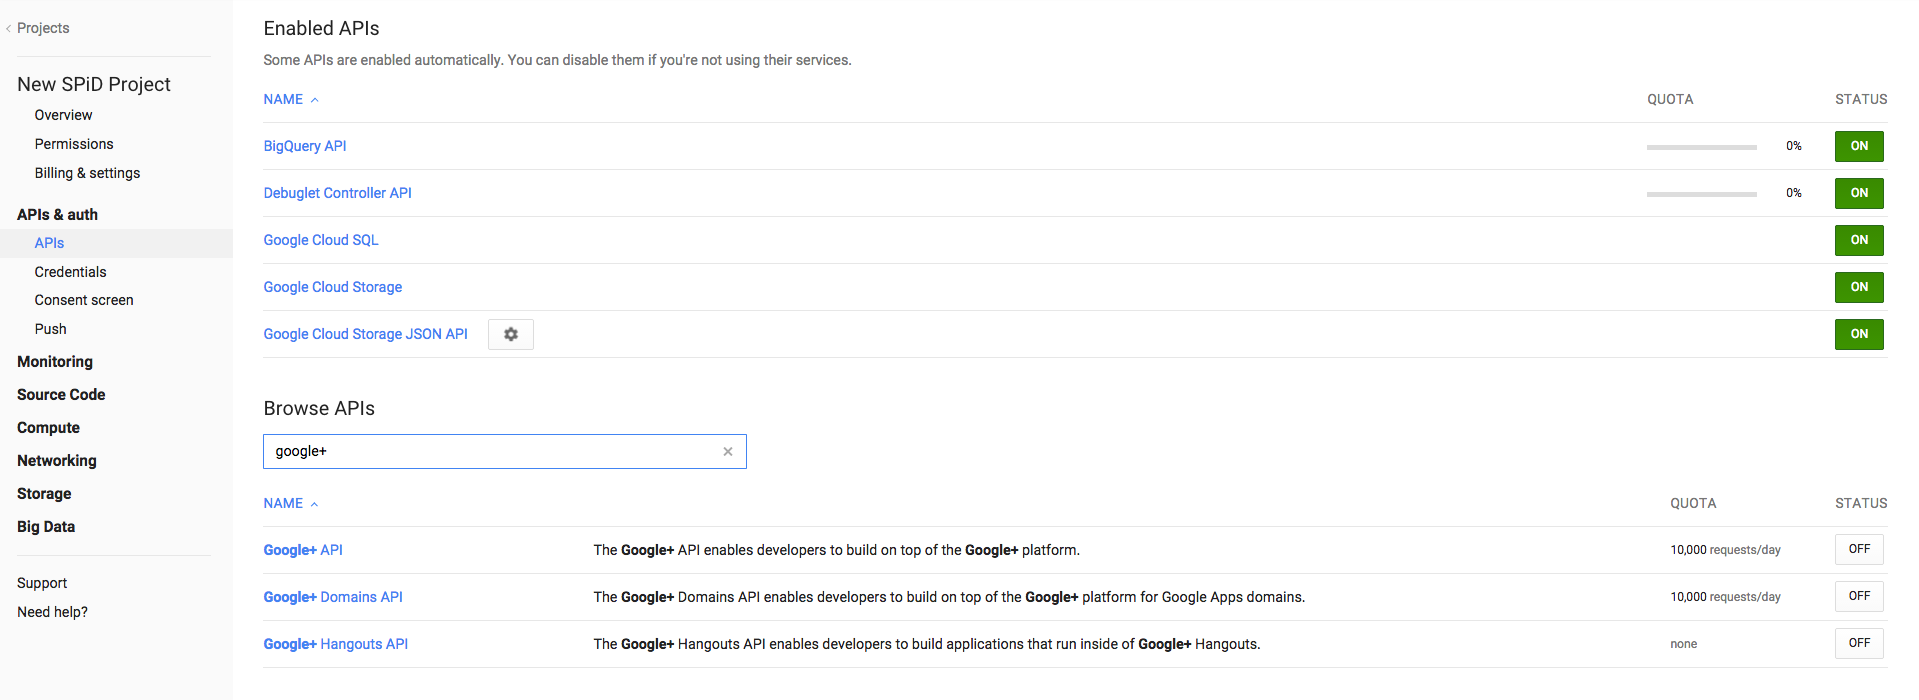 Projects
New SPiD Project
Overview
Permissions
Billing & settings
APIs & auth
APIs
Credentials
Consent screen
Push
Monitoring
Source Code
Compute
Networking
Storage
Big Data
Support
Need help?
Enabled APIs
Some APIs are enabled automatically. You can disable them if you're not using their services.
NAME QUOTA STATUS
BigQuery API 0% ON
Debuglet Controller API 0% ON
Google Cloud SQL ON
Google Cloud Storage ON
Google Cloud Storage JSON API ON
Browse APIs
google+
NAME QUOTA STATUS
Google+ API The Google+ API enables developers to build on top of the Google+ platform. 10,000 requests/day OFF
Google+ Domains API The Google+ Domains API enables developers to build on top of the Google+ platform for Google Apps domains. 10,000 requests/day OFF
Google+ Hangouts API The Google+ Hangouts API enables developers to build applications that run inside of Google+ Hangouts. none OFF